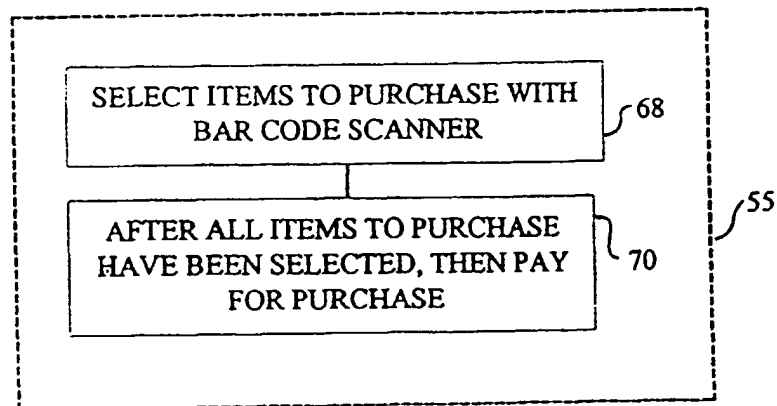 SELECT ITEMS TO PURCHASE WITH
BAR CODE SCANNER
68
AFTER ALL ITEMS TO PURCHASE
HAVE BEEN SELECTED, THEN PAY
FOR PURCHASE
70
55